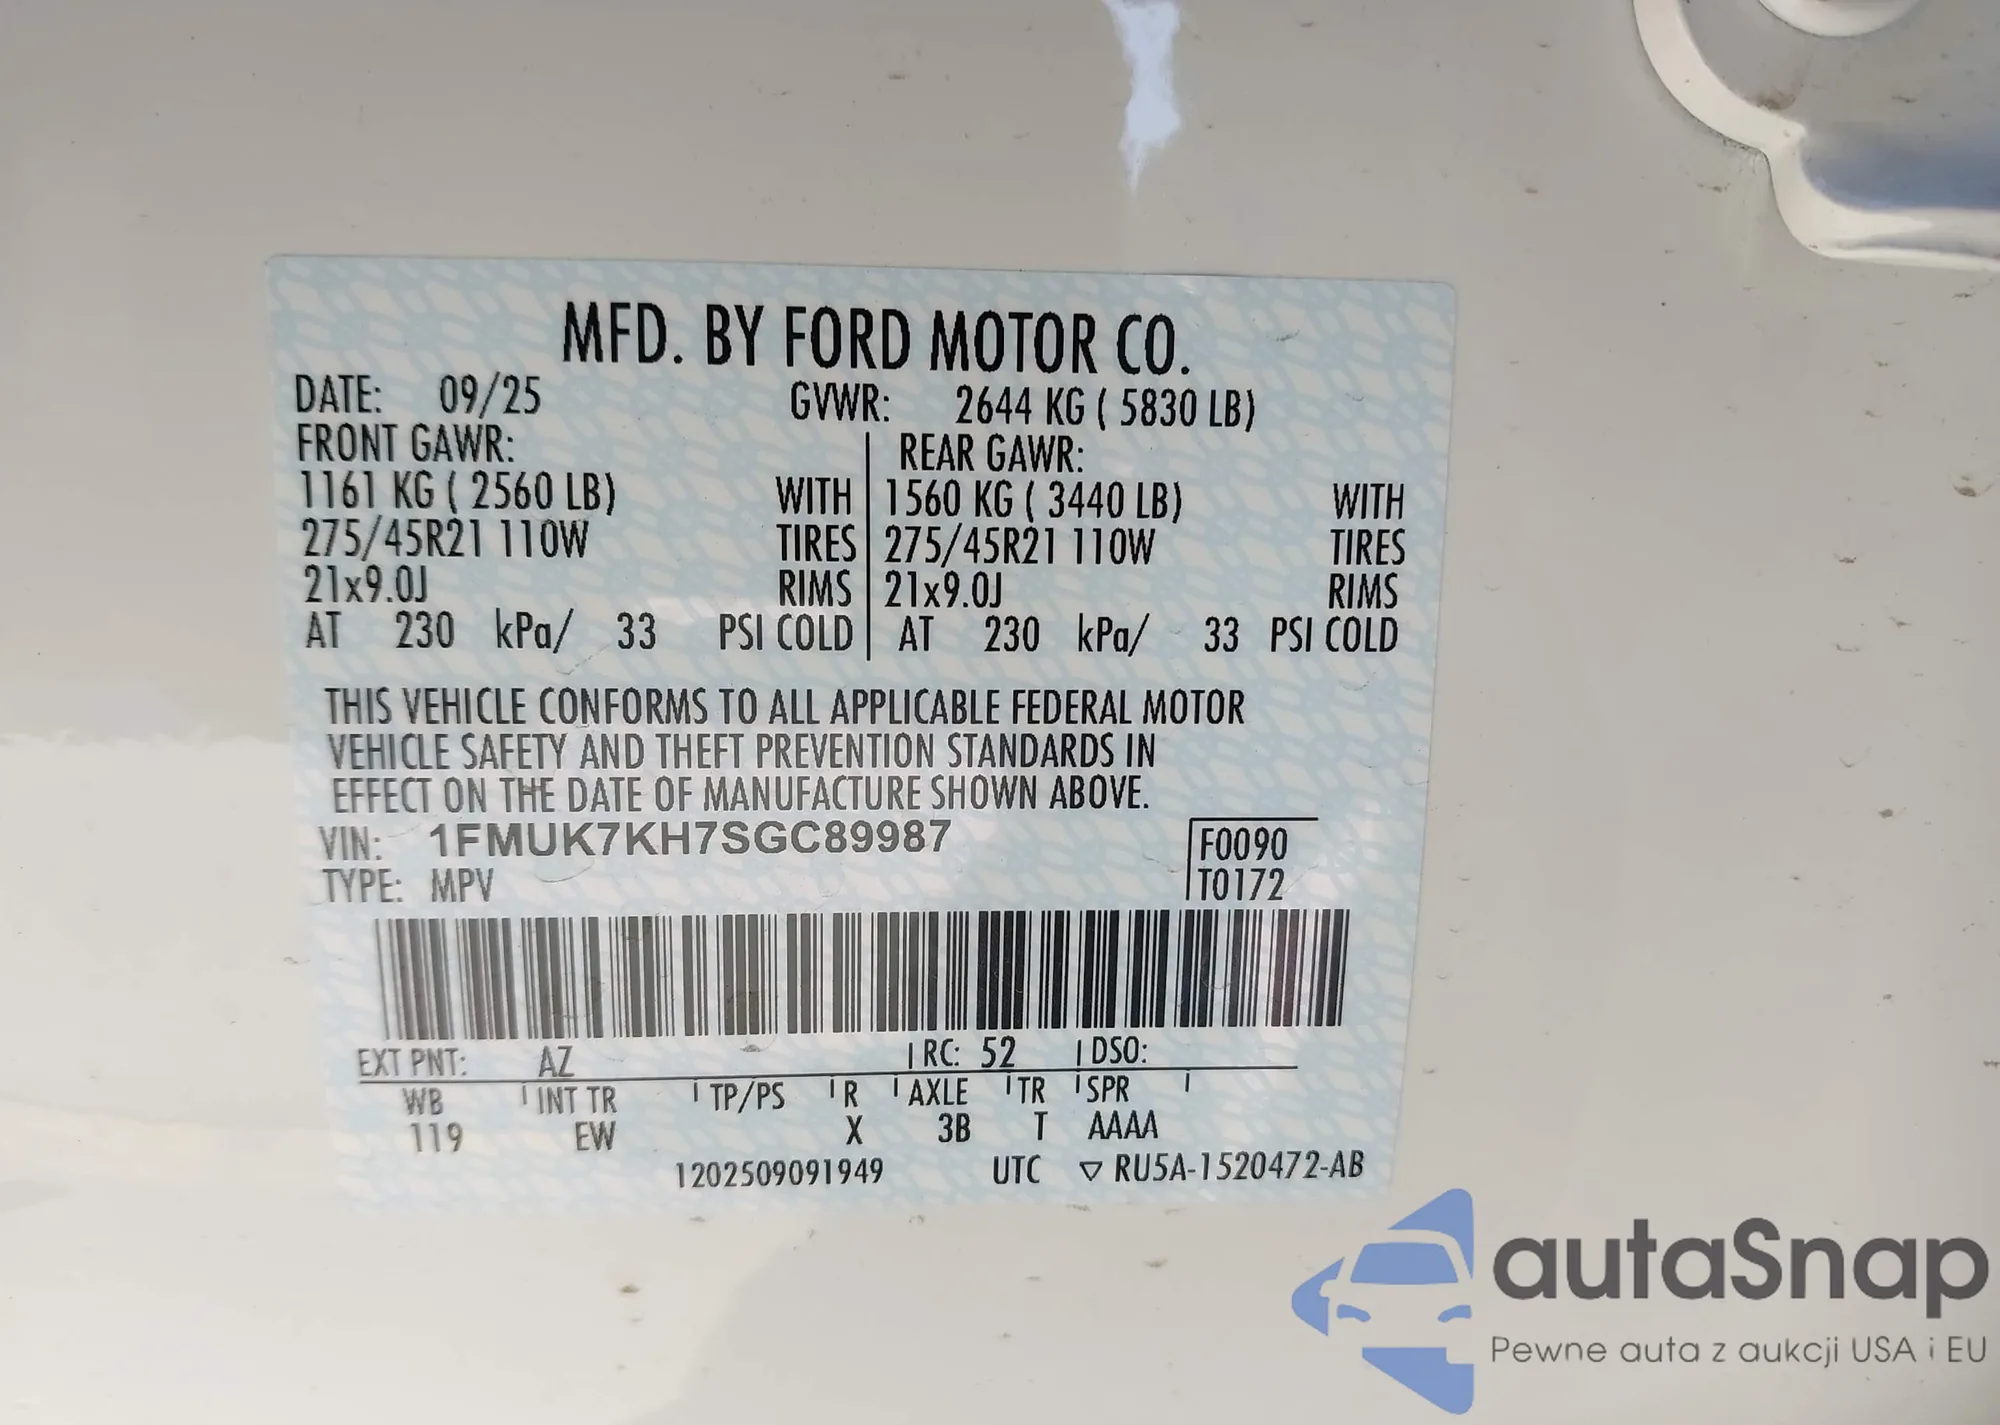 MFD. BY FORD MOTOR CO.
DATE: 09/25 GVWR: 2644 KG ( 5830 LB)
FRONT GAWR: REAR GAWR:
1161 KG ( 2560 LB) WITH 1560 KG ( 3440 LB) WITH
275/45R21 110W TIRES 275/45R21 110W TIRES
21x9.0J RIMS 21x9.0J RIMS
AT 230 kPa/ 33 PSI COLD AT 230 kPa/ 33 PSI COLD
THIS VEHICLE CONFORMS TO ALL APPLICABLE FEDERAL MOTOR
VEHICLE SAFETY AND THEFT PREVENTION STANDARDS IN
EFFECT ON THE DATE OF MANUFACTURE SHOWN ABOVE.
VIN: 1FMUK7KH7SGC89987 F0090
TYPE: MPV T0172
EXT PNT: AZ RC: 52 DSO:
WB INT TR TP/PS R AXLE TR SPR
119 EW X 3B T AAAA
1202509091949 UTC ▽ RU5A-1520472-AB
autaSnap
Pewne auta z aukcji USA i EU